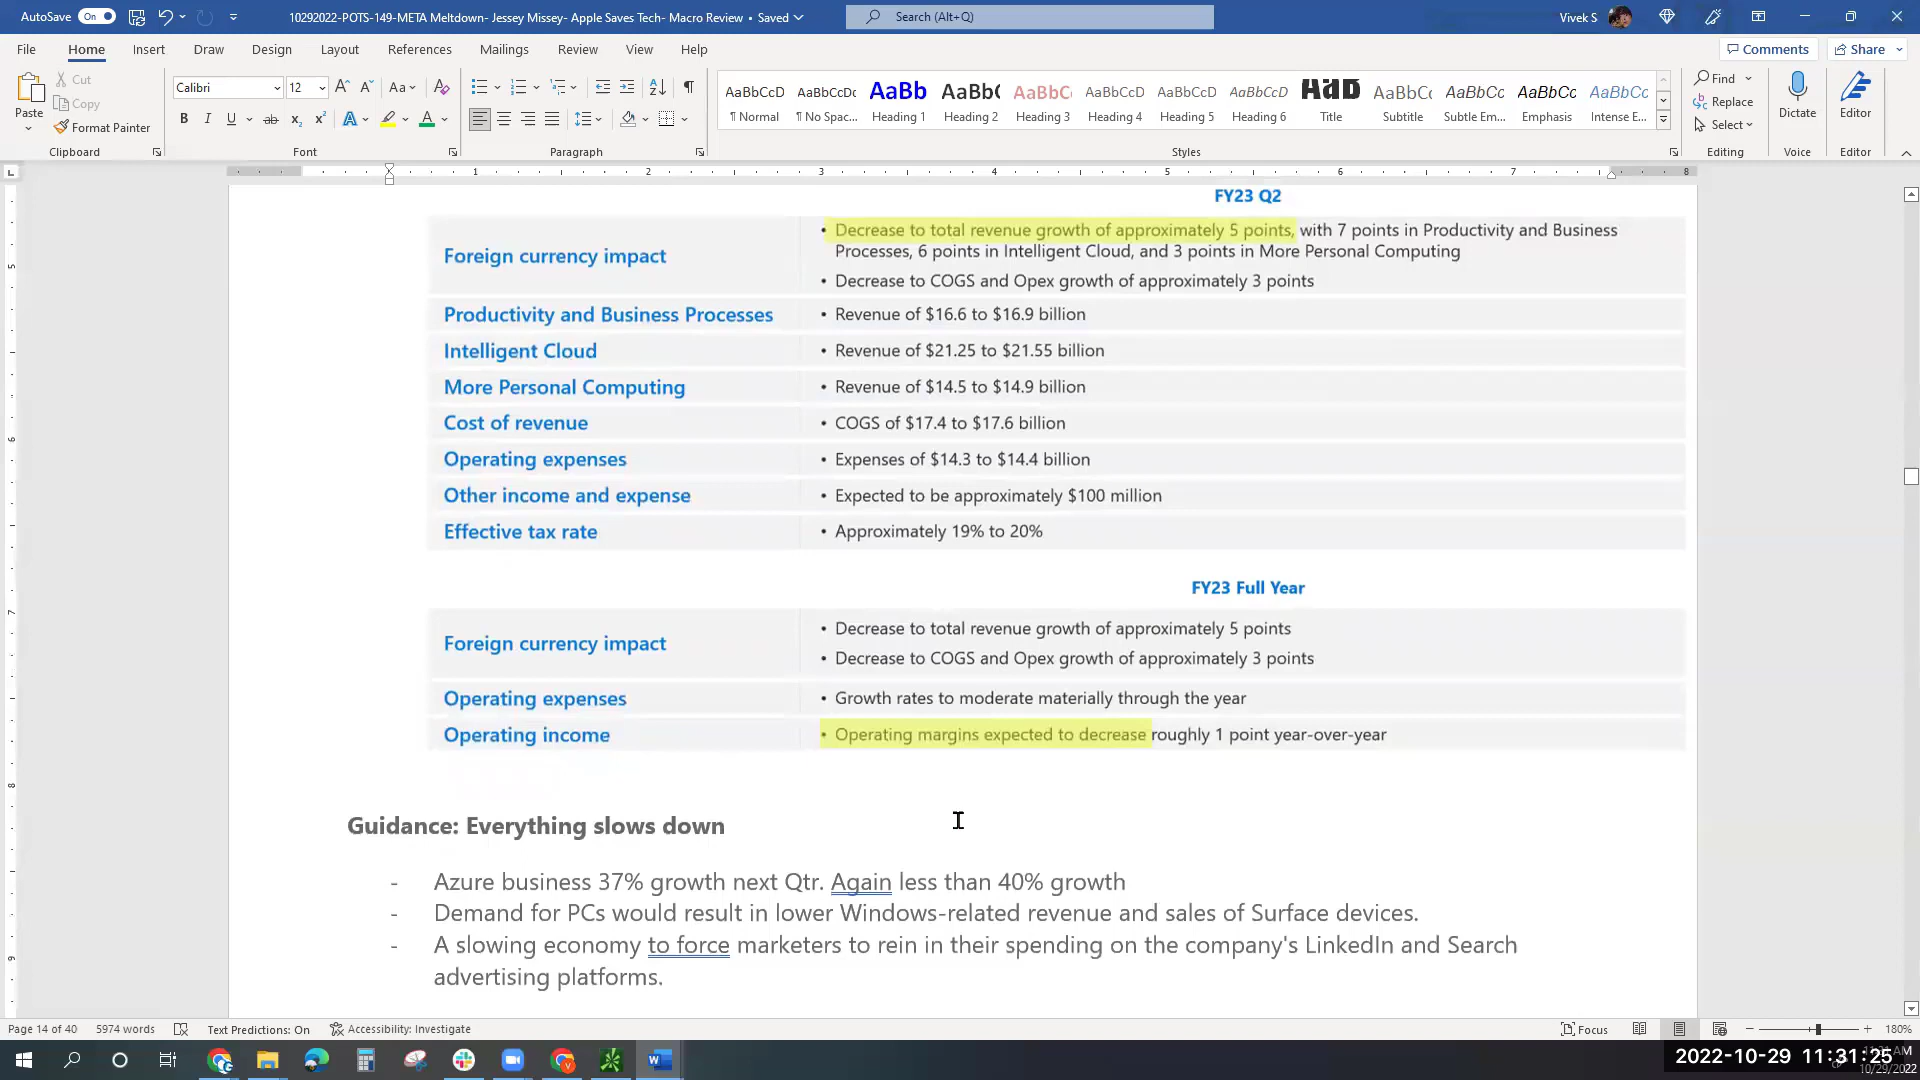 AutoSave On 10292022-POTS-149-META Meltdown- Jessey Missey- Apple Saves Tech- Macro Review • Saved Search (Alt+Q) Vivek S
File Home Insert Draw Design Layout References Mailings Review View Help Comments Share
Paste Cut Copy Format Painter
Calibri 12
AaBbCcD AaBbCcDc AaBb AaBb( AaBbC AaBbCcD AaBbCcD AaBbCcD AaB AaBbC AaBbCc AaBbCc AaBbCc
¶ Normal ¶ No Spac... Heading 1 Heading 2 Heading 3 Heading 4 Heading 5 Heading 6 Title Subtitle Subtle Em... Emphasis Intense E...
Find Replace Select Dictate Editor
Clipboard Font Paragraph Styles Editing Voice Editor
1 2 3 4 5 6 7 8
FY23 Q2
Foreign currency impact
• Decrease to total revenue growth of approximately 5 points, with 7 points in Productivity and Business
Processes, 6 points in Intelligent Cloud, and 3 points in More Personal Computing
• Decrease to COGS and Opex growth of approximately 3 points
Productivity and Business Processes • Revenue of $16.6 to $16.9 billion
Intelligent Cloud • Revenue of $21.25 to $21.55 billion
More Personal Computing • Revenue of $14.5 to $14.9 billion
Cost of revenue • COGS of $17.4 to $17.6 billion
Operating expenses • Expenses of $14.3 to $14.4 billion
Other income and expense • Expected to be approximately $100 million
Effective tax rate • Approximately 19% to 20%
FY23 Full Year
Foreign currency impact
• Decrease to total revenue growth of approximately 5 points
• Decrease to COGS and Opex growth of approximately 3 points
Operating expenses • Growth rates to moderate materially through the year
Operating income • Operating margins expected to decrease roughly 1 point year-over-year
Guidance: Everything slows down
- Azure business 37% growth next Qtr. Again less than 40% growth
- Demand for PCs would result in lower Windows-related revenue and sales of Surface devices.
- A slowing economy to force marketers to rein in their spending on the company's LinkedIn and Search
advertising platforms.
Page 14 of 40 5974 words Text Predictions: On Accessibility: Investigate Focus 180%
2022-10-29 11:31:25
10/29/2022